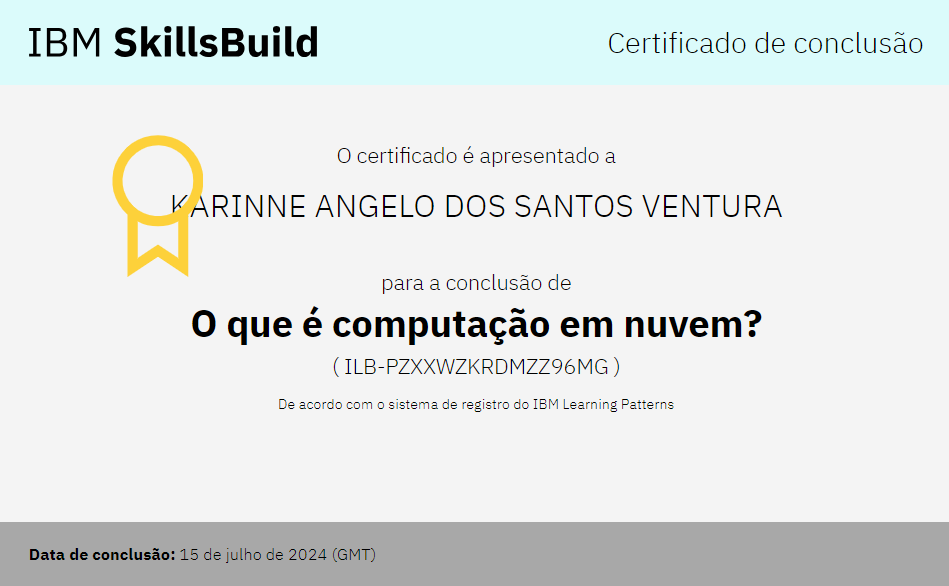 IBM SkillsBuild
Certificado de conclusão
O certificado é apresentado a
KARINNE ANGELO DOS SANTOS VENTURA
para a conclusão de
O que é computação em nuvem?
( ILB-PZXXWZKRDMZZ96MG )
De acordo com o sistema de registro do IBM Learning Patterns
Data de conclusão: 15 de julho de 2024 (GMT)